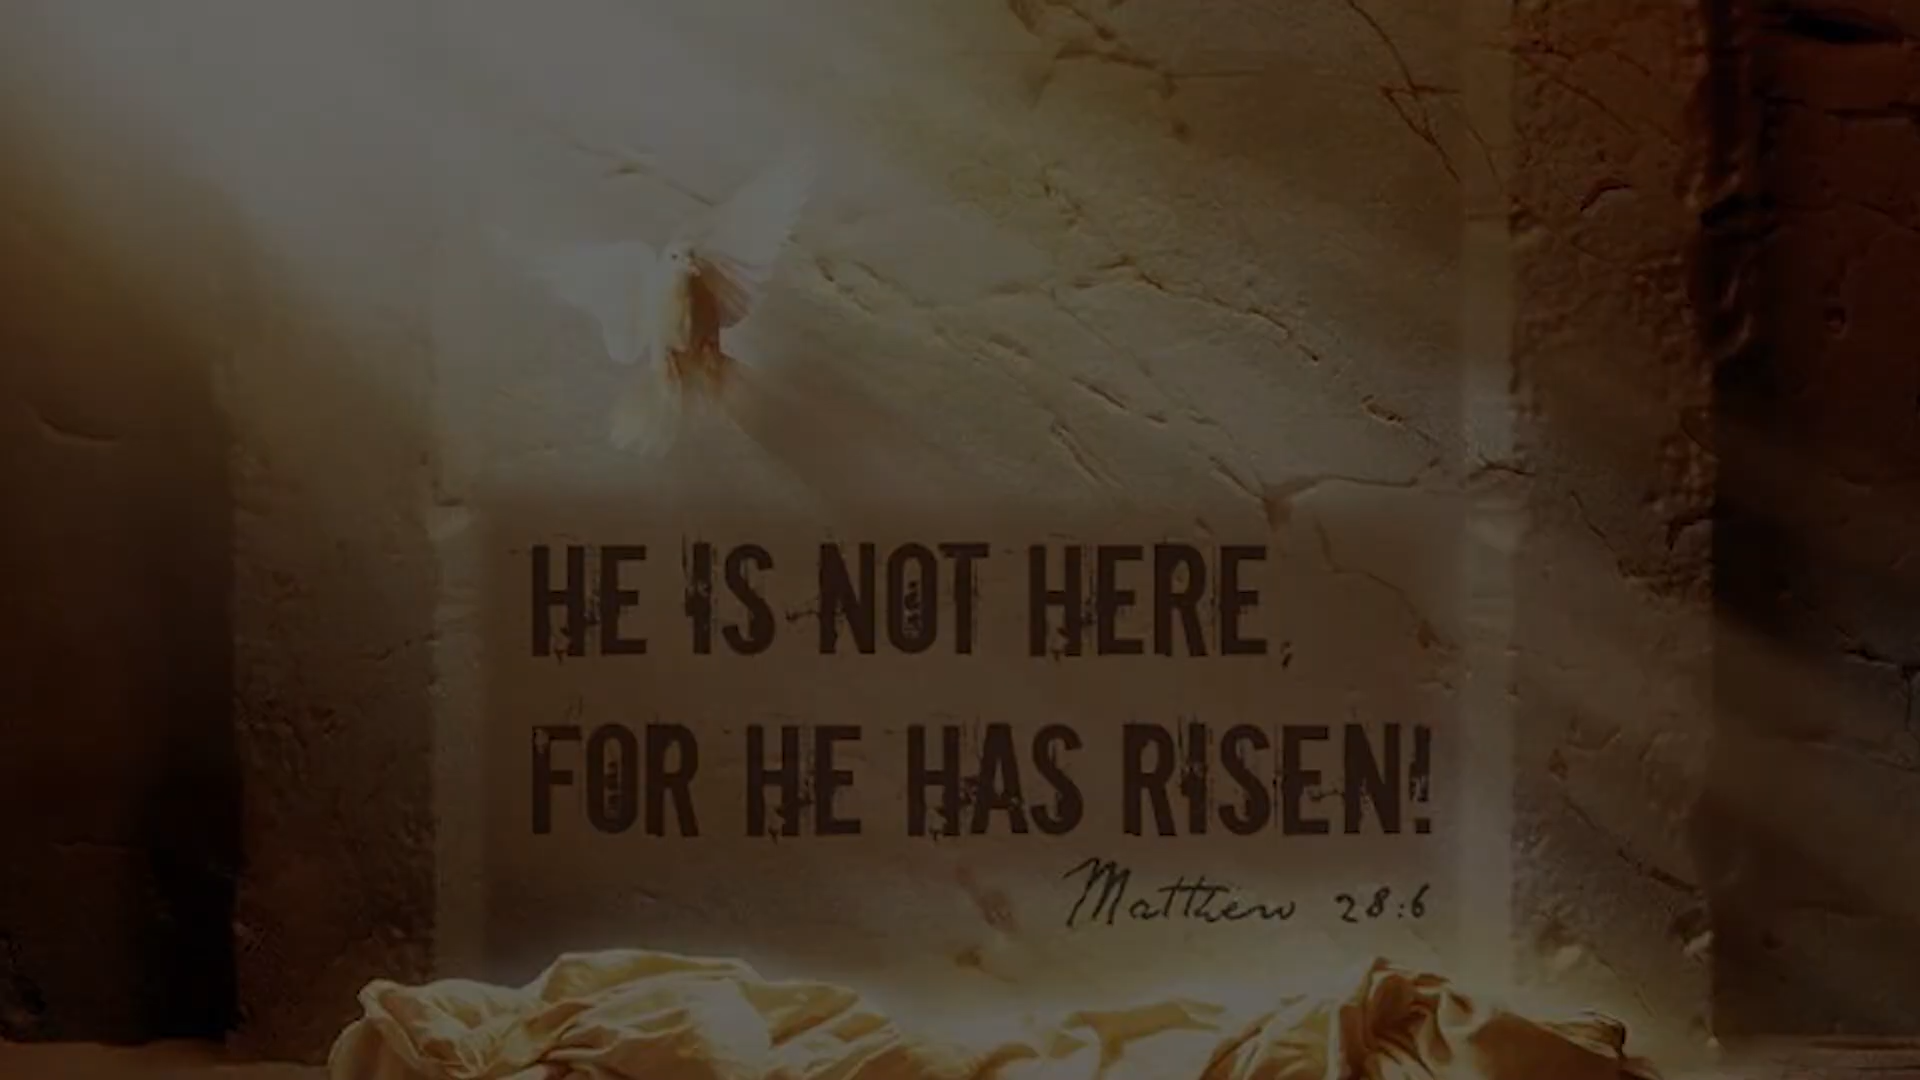 HE IS NOT HERE,
FOR HE HAS RISEN!
Matthew 28:6